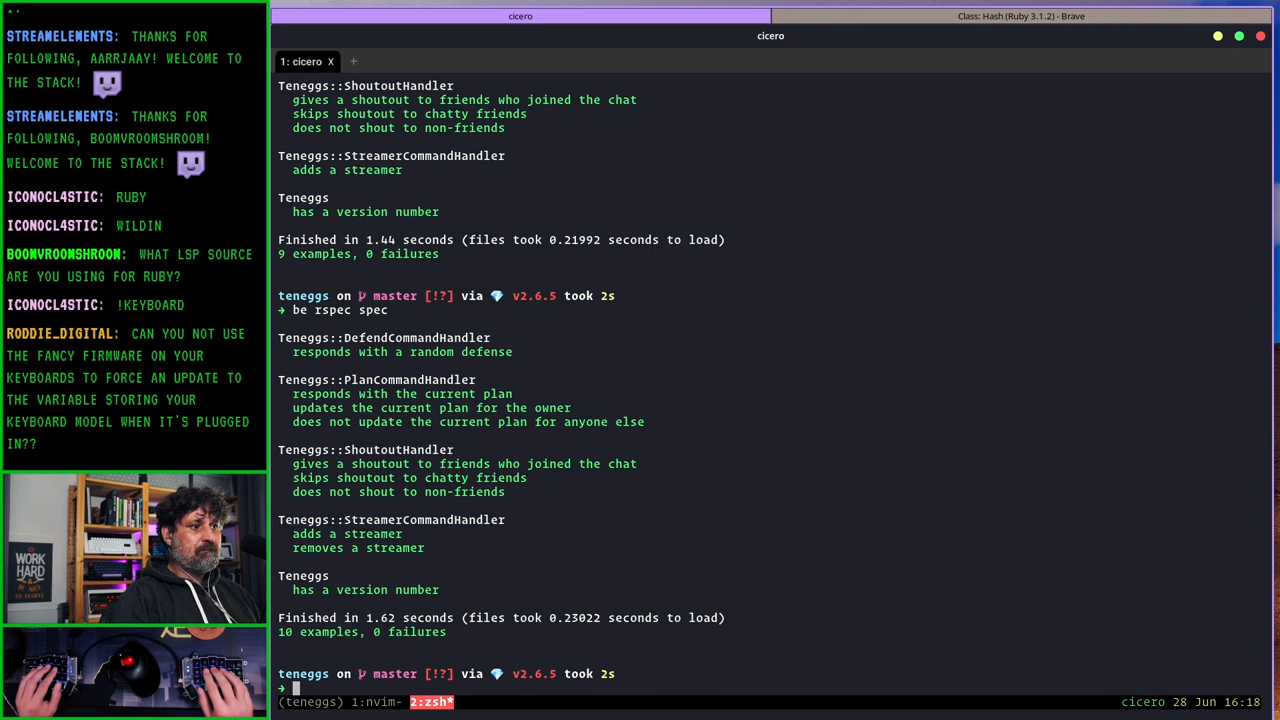 STREAMELEMENTS: THANKS FOR
FOLLOWING, AARRJAAY! WELCOME TO
THE STACK!
STREAMELEMENTS: THANKS FOR
FOLLOWING, BOOMVROOMSHROOM!
WELCOME TO THE STACK!
ICONOCL4STIC: RUBY
ICONOCL4STIC: WILDIN
BOOMVROOMSHROOM: WHAT LSP SOURCE
ARE YOU USING FOR RUBY?
ICONOCL4STIC: !KEYBOARD
RODDIE_DIGITAL: CAN YOU NOT USE
THE FANCY FIRMWARE ON YOUR
KEYBOARDS TO FORCE AN UPDATE TO
THE VARIABLE STORING YOUR
KEYBOARD MODEL WHEN IT'S PLUGGED
IN??
WORK
HARD
& BE NICE
TO PEOPLE
cicero
Class: Hash (Ruby 3.1.2) - Brave
cicero
1: cicero X +
Teneggs::ShoutoutHandler
gives a shoutout to friends who joined the chat
skips shoutout to chatty friends
does not shout to non-friends
Teneggs::StreamerCommandHandler
adds a streamer
Teneggs
has a version number
Finished in 1.44 seconds (files took 0.21992 seconds to load)
9 examples, 0 failures
teneggs on master [!?] via 💎 v2.6.5 took 2s
→ be rspec spec
Teneggs::DefendCommandHandler
responds with a random defense
Teneggs::PlanCommandHandler
responds with the current plan
updates the current plan for the owner
does not update the current plan for anyone else
Teneggs::ShoutoutHandler
gives a shoutout to friends who joined the chat
skips shoutout to chatty friends
does not shout to non-friends
Teneggs::StreamerCommandHandler
adds a streamer
removes a streamer
Teneggs
has a version number
Finished in 1.62 seconds (files took 0.23022 seconds to load)
10 examples, 0 failures
teneggs on master [!?] via 💎 v2.6.5 took 2s
→
(teneggs) 1:nvim- 2:zsh* cicero 28 Jun 16:18